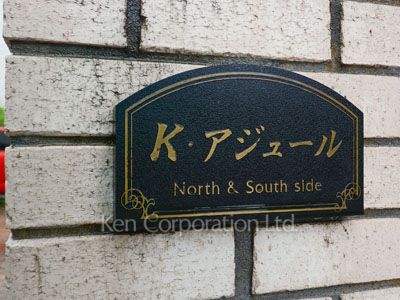 K・アジュール
North & South side
Ken Corporation Ltd.